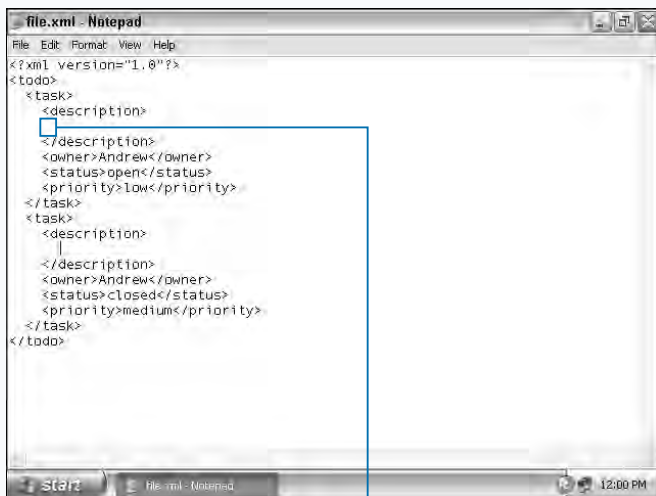 file.xml - Notepad
File Edit Format View Help
<?xml version="1.0"?>
<todo>
<task>
<description>
</description>
<owner>Andrew</owner>
<status>open</status>
<priority>low</priority>
</task>
<task>
<description>
</description>
<owner>Andrew</owner>
<status>closed</status>
<priority>medium</priority>
</task>
</todo>
start file.xml - Notepad 12:00 PM